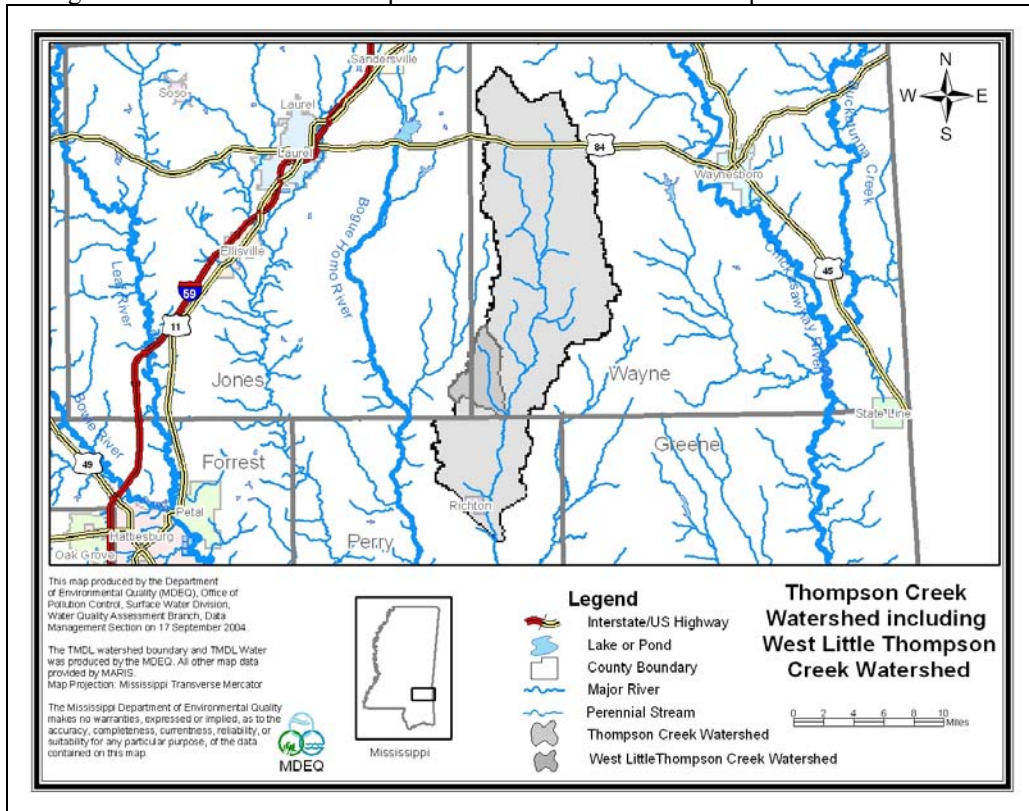 Sandersville
Soso
Laurel
N
W E
S
Laurel
84
Waynesboro
Buckatunna Creek
Bogue Homo River
Ellisville
Leaf River
59
45
Chickasawhay River
11
Jones
Wayne
State Line
Bowie River
Greene
49
Forrest
Petal
Richton
Hattiesburg
Perry
Oak Grove
This map produced by the Department
of Environmental Quality (MDEQ), Office of
Pollution Control, Surface Water Division,
Water Quality Assessment Branch, Data
Management Section on 17 September 2004.
The TMDL watershed boundary and TMDL Water
was produced by the MDEQ. All other map data
provided by MARIS.
Map Projection: Mississippi Transverse Mercator
The Mississippi Department of Environmental Quality
makes no warranties, expressed or implied, as to the
accuracy, completeness, currentness, reliability, or
suitability for any particular purpose, of the data
contained on this map.
MDEQ
Mississippi
Legend
Interstate/US Highway
Lake or Pond
County Boundary
Major River
Perennial Stream
Thompson Creek Watershed
West LittleThompson Creek Watershed
Thompson Creek
Watershed including
West Little Thompson
Creek Watershed
0 2 4 6 8 10
Miles